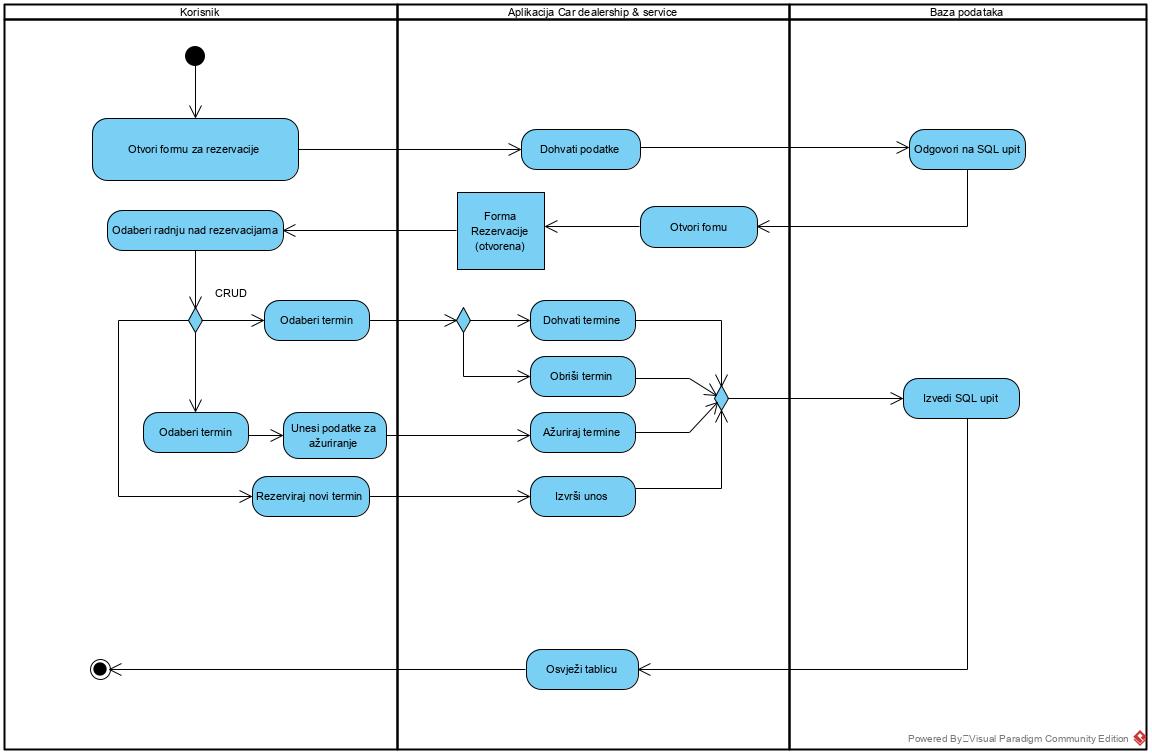 Korisnik
Aplikacija Car dealership & service
Baza podataka
Otvori formu za rezervacije
Dohvati podatke
Odgovori na SQL upit
Odaberi radnju nad rezervacijama
Forma
Rezervacije
(otvorena)
Otvori fomu
CRUD
Odaberi termin
Dohvati termine
Obriši termin
Izvedi SQL upit
Odaberi termin
Unesi podatke za
ažuriranje
Ažuriraj termine
Rezerviraj novi termin
Izvrši unos
Osvježi tablicu
Powered By Visual Paradigm Community Edition